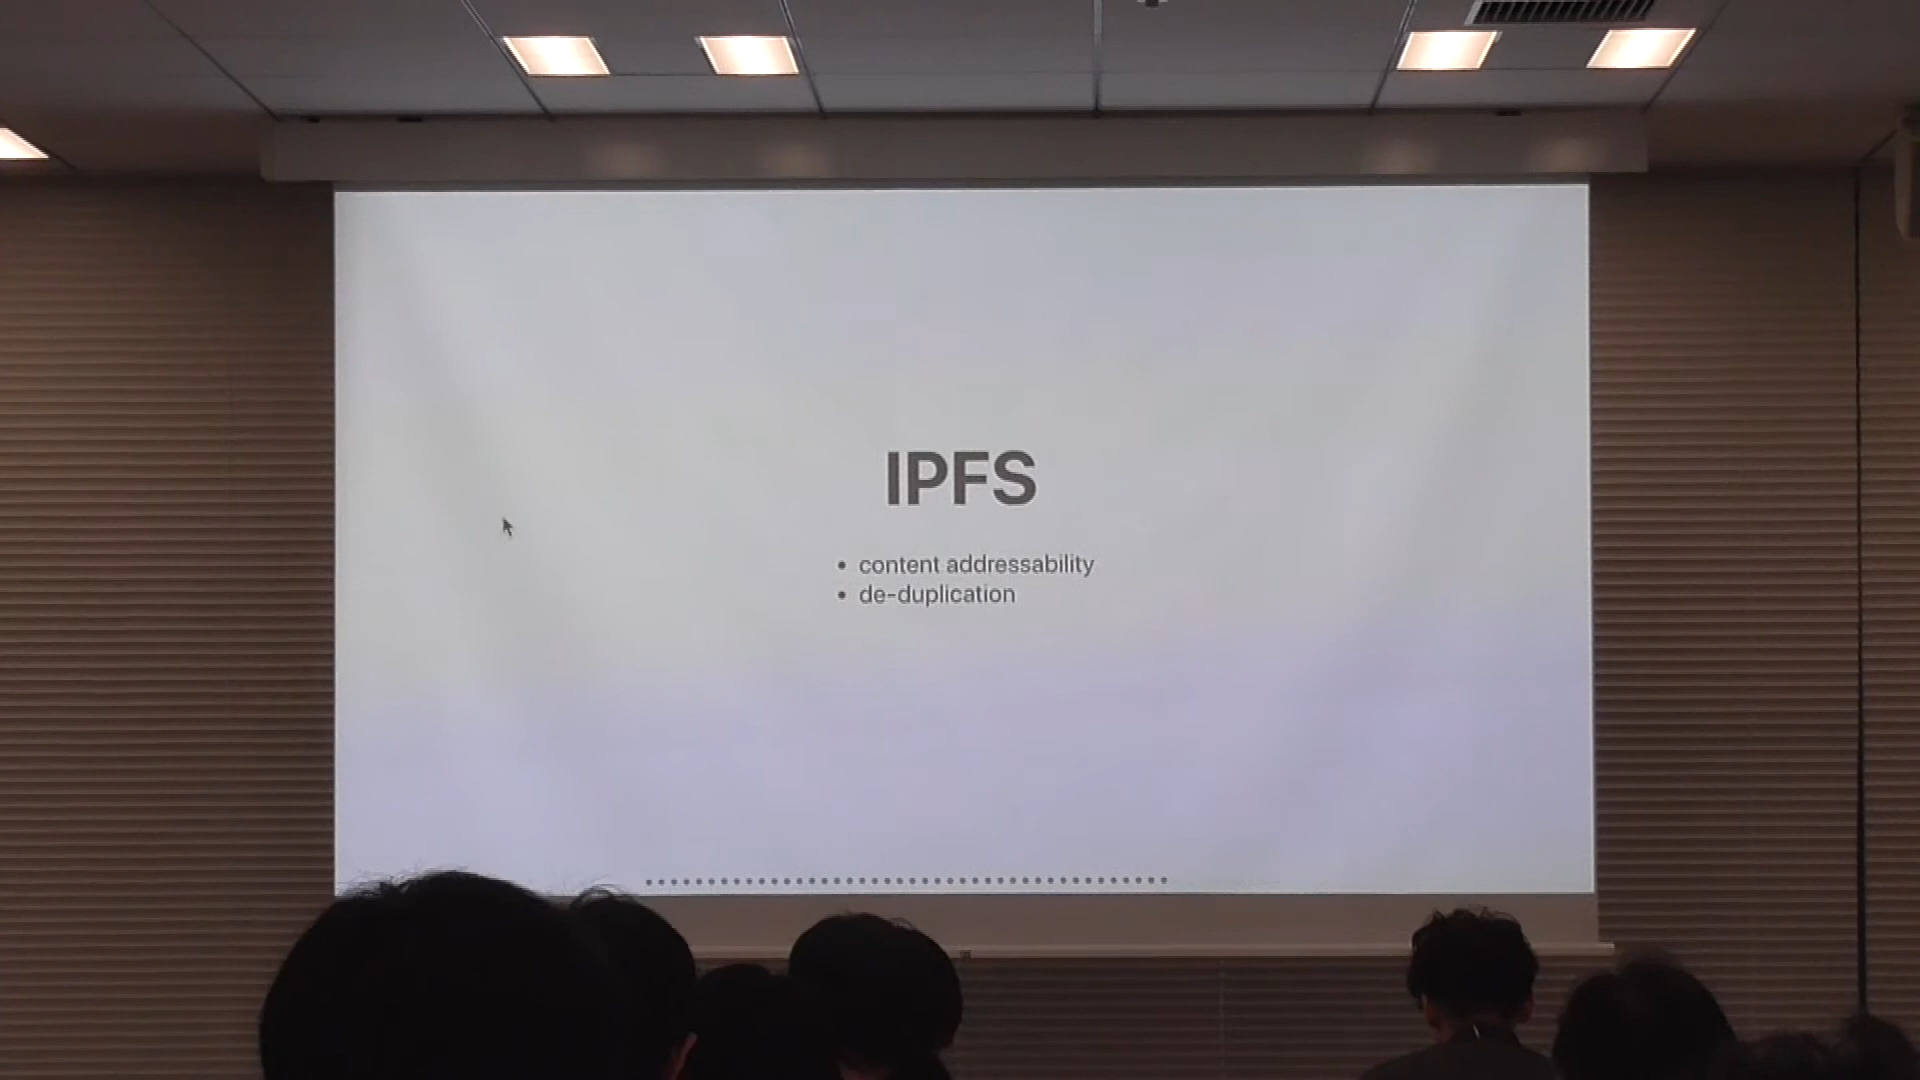 IPFS
• content addressability
• de-duplication